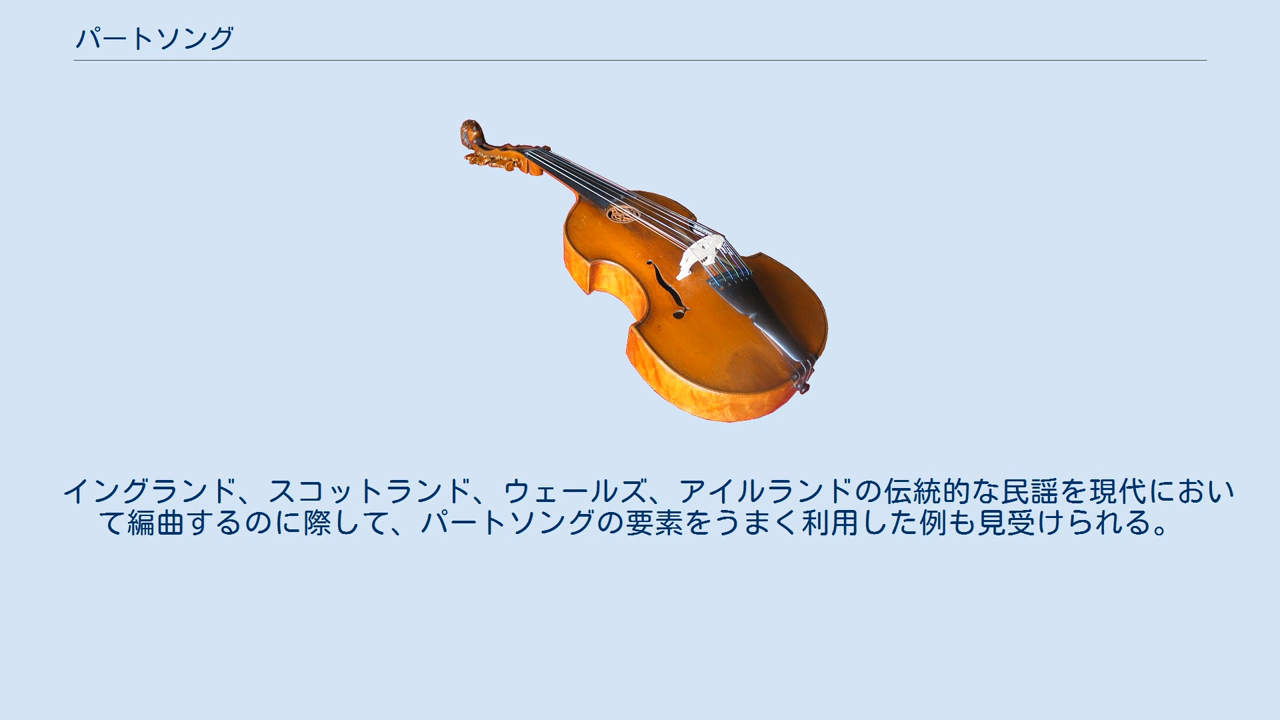 パートソング
イングランド、スコットランド、ウェールズ、アイルランドの伝統的な民謡を現代におい
て編曲するのに際して、パートソングの要素をうまく利用した例も見受けられる。